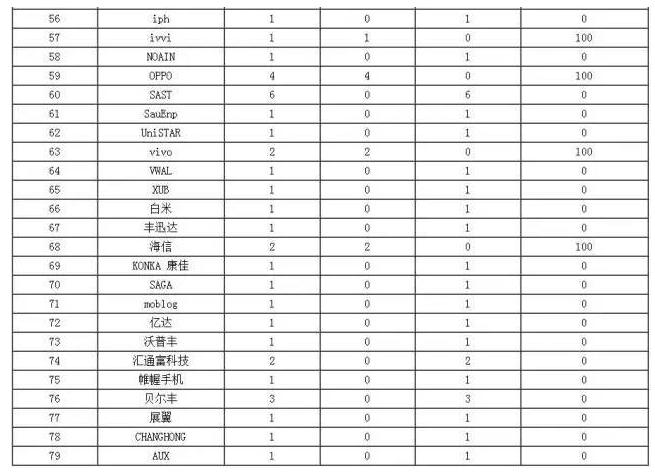 56 iph 1 0 1 0
57 ivvi 1 1 0 100
58 NOAIN 1 0 1 0
59 OPPO 4 4 0 100
60 SAST 6 0 6 0
61 SauEnp 1 0 1 0
62 UniSTAR 1 0 1 0
63 vivo 2 2 0 100
64 VWAL 1 0 1 0
65 XUB 1 0 1 0
66 白米 1 0 1 0
67 丰迅达 1 0 1 0
68 海信 2 2 0 100
69 KONKA 康佳 1 0 1 0
70 SAGA 1 0 1 0
71 moblog 1 0 1 0
72 亿达 1 0 1 0
73 沃普丰 1 0 1 0
74 汇通富科技 2 0 2 0
75 帷幄手机 1 0 1 0
76 贝尔丰 3 0 3 0
77 展翼 1 0 1 0
78 CHANGHONG 1 0 1 0
79 AUX 1 0 1 0